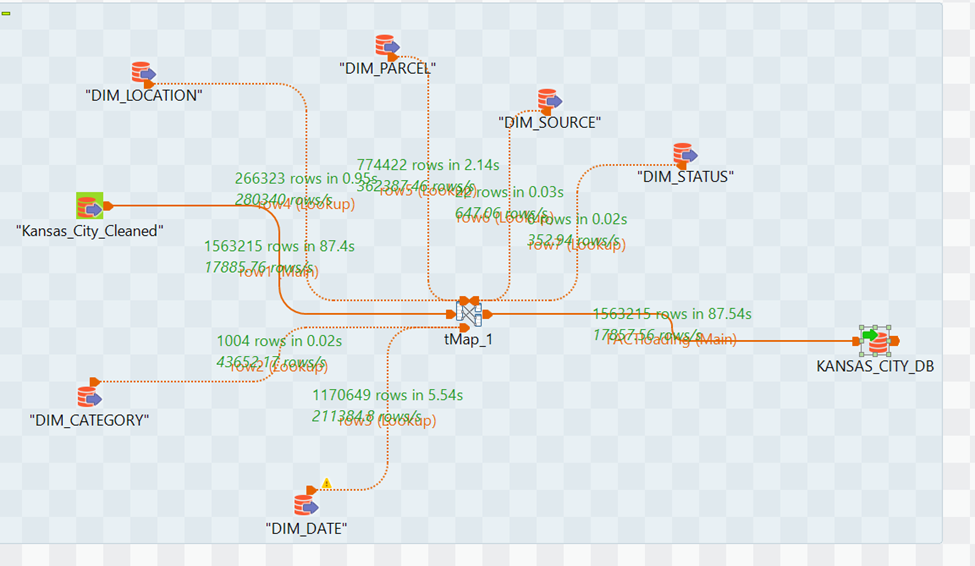 "DIM_PARCEL"
"DIM_LOCATION"
"DIM_SOURCE"
774422 rows in 2.14s
362387.46 rows/s
row5 (Lookup)
"DIM_STATUS"
266323 rows in 0.95s
280340 rows/s
row4 (Lookup)
22 rows in 0.03s
647.06 rows/s
row6 (Lookup)
6 rows in 0.02s
352.94 rows/s
row7 (Lookup)
"Kansas_City_Cleaned"
1563215 rows in 87.4s
17885.76 rows/s
row1 (Main)
1563215 rows in 87.54s
17857.56 rows/s
FACTloading (Main)
tMap_1
1004 rows in 0.02s
43652.17 rows/s
row2 (Lookup)
KANSAS_CITY_DB
1170649 rows in 5.54s
211384.8 rows/s
row3 (Lookup)
"DIM_CATEGORY"
"DIM_DATE"